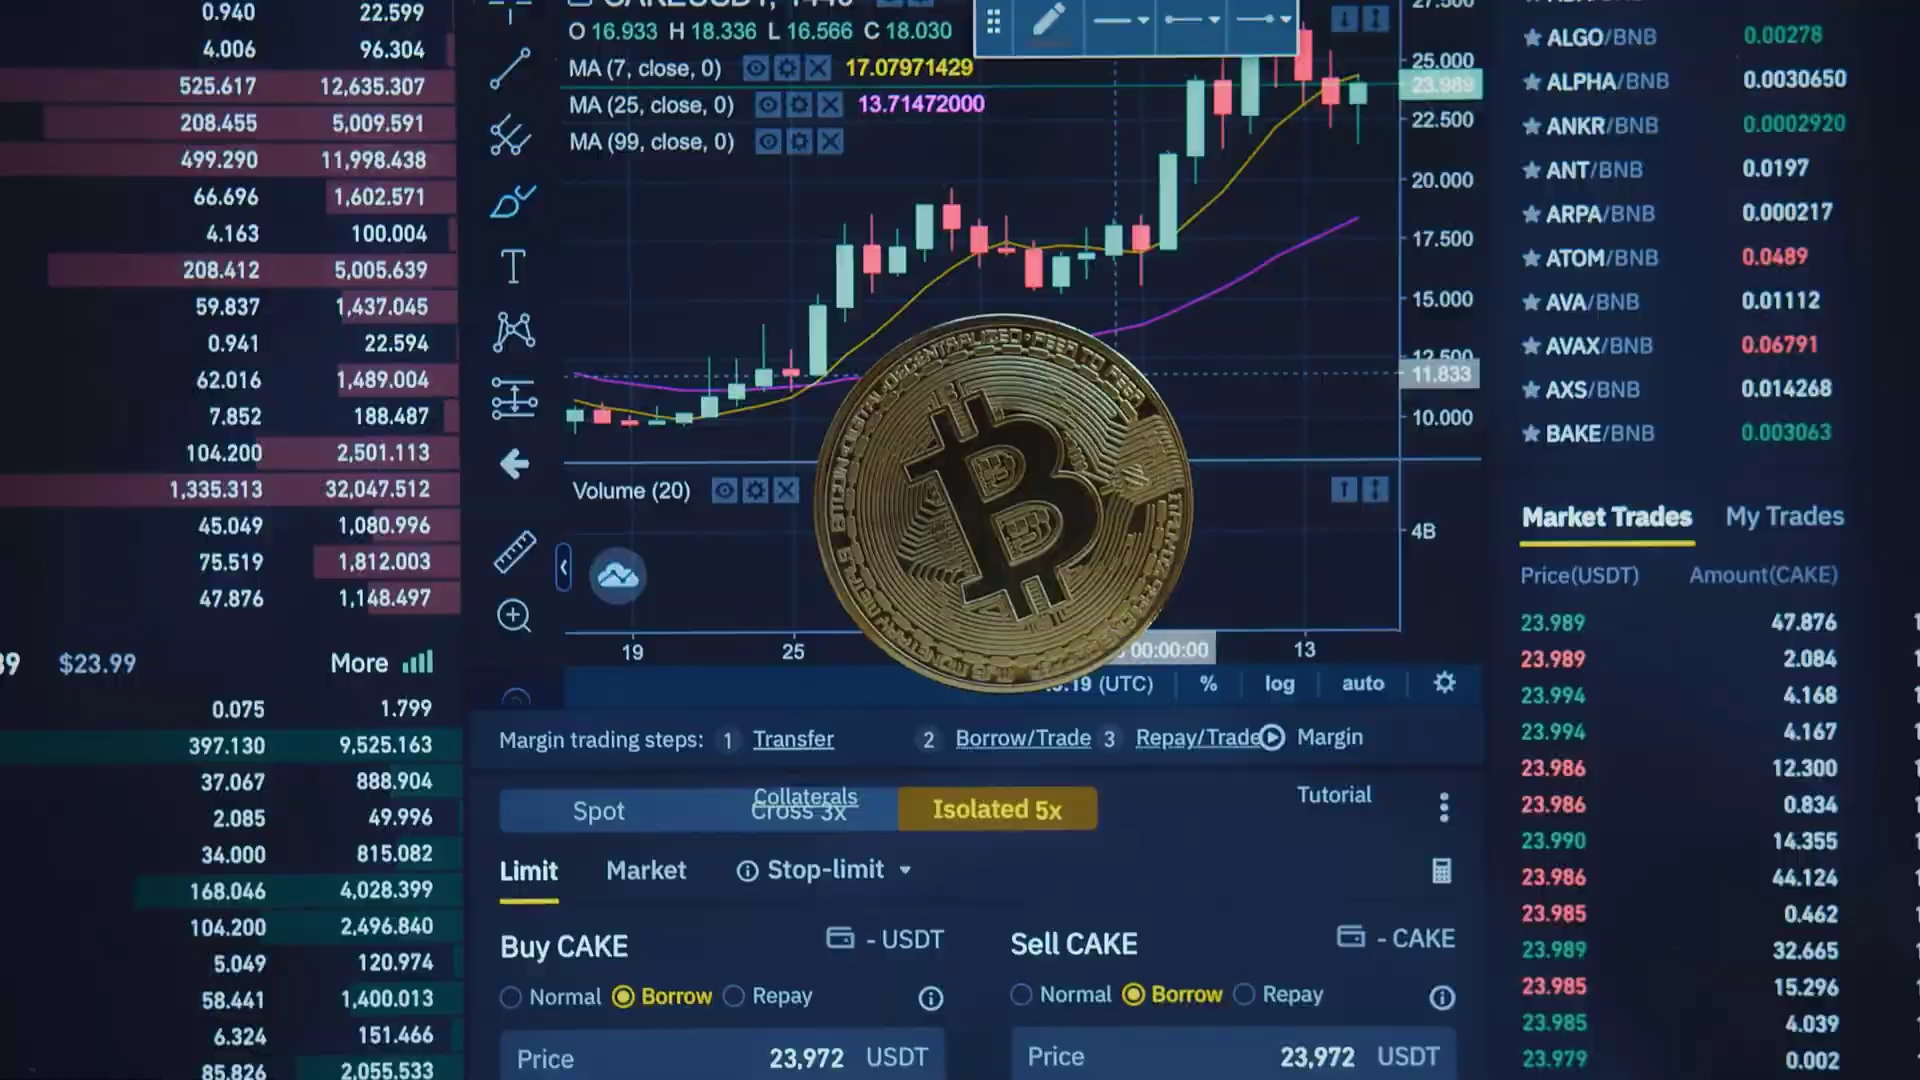 0.940 22.599
4.006 96.304
525.617 12,635.307
208.455 5,009.591
499.290 11,998.438
66.696 1,602.571
4.163 100.004
208.412 5,005.639
59.837 1,437.045
0.941 22.594
62.016 1,489.004
7.852 188.487
104.200 2,501.113
1,335.313 32,047.512
45.049 1,080.996
75.519 1,812.003
47.876 1,148.497
39 $23.99 More
0.075 1.799
397.130 9,525.163
37.067 888.904
2.085 49.996
34.000 815.082
168.046 4,028.399
104.200 2,496.840
5.049 120.974
58.441 1,400.013
6.324 151.466
85.826 2,055.533
O 16.933 H 18.336 L 16.566 C 18.030
MA (7, close, 0) 17.07971429
MA (25, close, 0) 13.71472000
MA (99, close, 0)
T
27.500
25.000
23.989
22.500
20.000
17.500
15.000
12.500
11,833
10.000
Volume (20)
4B
BITCOIN DIGITAL DECENTRALIZED PEER TO PEER
B
19 25 00:00:00 13
19 (UTC) % log auto
Margin trading steps: 1 Transfer 2 Borrow/Trade 3 Repay/Trade Margin
Collaterals Tutorial
Spot Cross 3x Isolated 5x
Limit Market Stop-limit
Buy CAKE - USDT
Normal Borrow Repay
Price 23,972 USDT
Sell CAKE - CAKE
Normal Borrow Repay
Price 23,972 USDT
ALGO/BNB 0.00278
ALPHA/BNB 0.0030650
ANKR/BNB 0.0002920
ANT/BNB 0.0197
ARPA/BNB 0.000217
ATOM/BNB 0.0489
AVA/BNB 0.01112
AVAX/BNB 0.06791
AXS/BNB 0.014268
BAKE/BNB 0.003063
Market Trades My Trades
Price(USDT) Amount(CAKE)
23.989 47.876
23.989 2.084
23.994 4.168
23.994 4.167
23.986 12.300
23.986 0.834
23.990 14.355
23.986 44.124
23.985 0.462
23.989 32.665
23.985 15.296
23.985 4.039
23.979 0.002